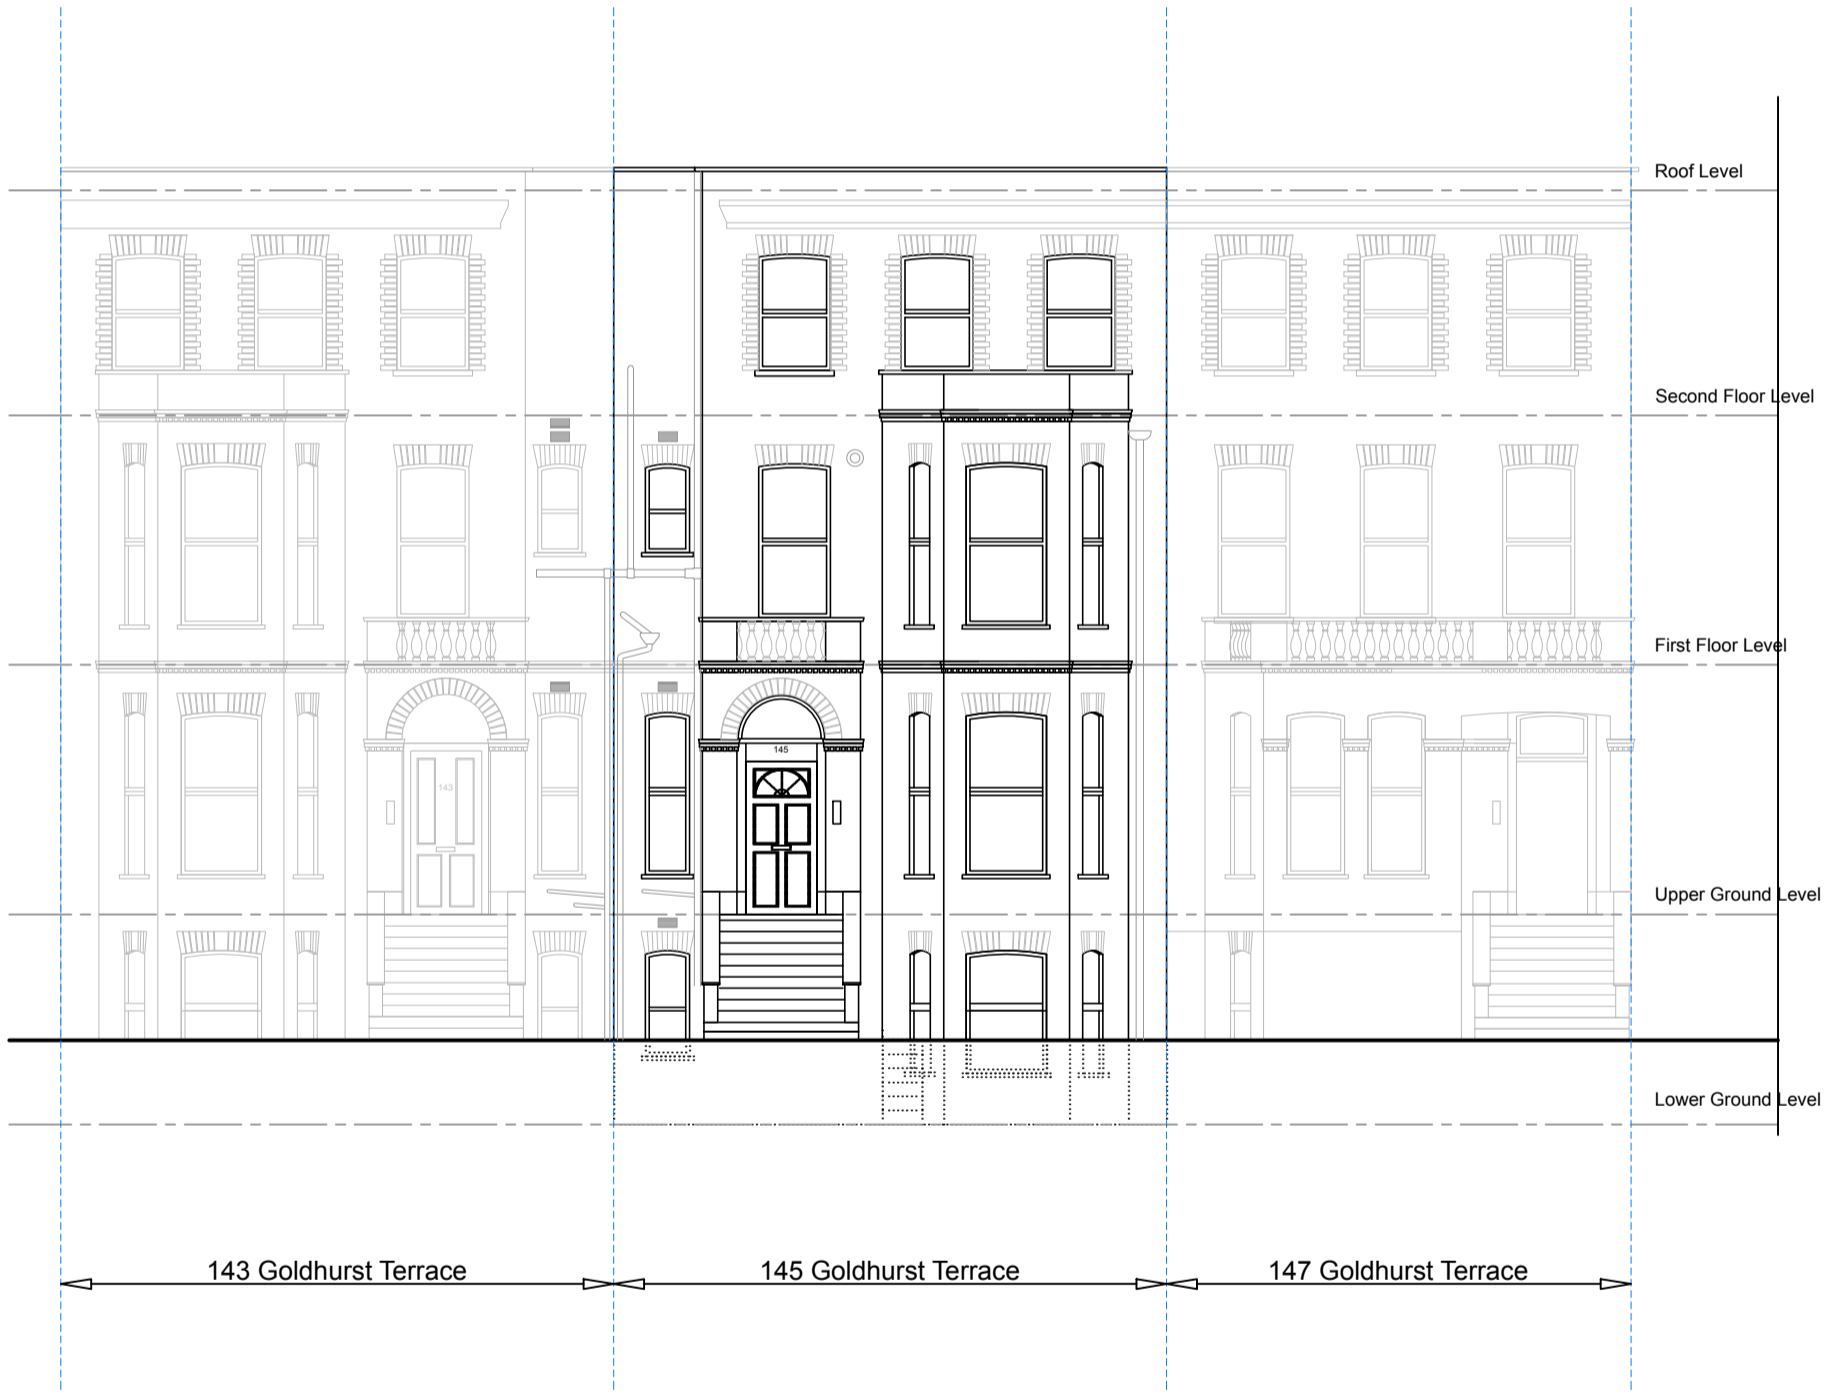 Roof Level
Second Floor Level
First Floor Level
145
143
Upper Ground Level
Lower Ground Level
143 Goldhurst Terrace
145 Goldhurst Terrace
147 Goldhurst Terrace